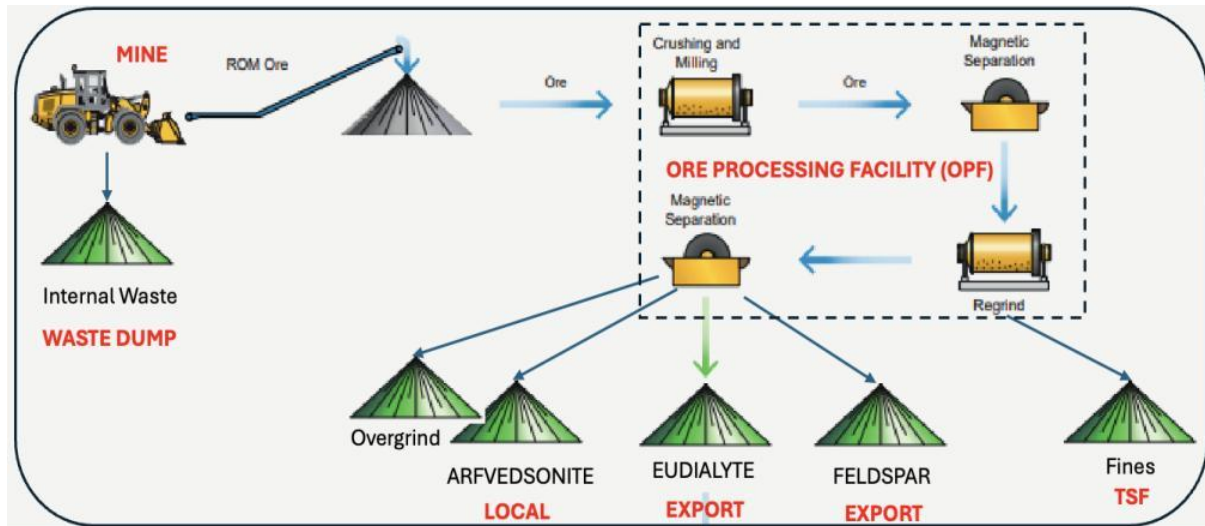 MINE
ROM Ore
Ore
Crushing and
Milling
Ore
Magnetic
Separation
ORE PROCESSING FACILITY (OPF)
Magnetic
Separation
Regrind
Internal Waste
WASTE DUMP
Overgrind
ARFVEDSONITE
LOCAL
EUDIALYTE
EXPORT
FELDSPAR
EXPORT
Fines
TSF